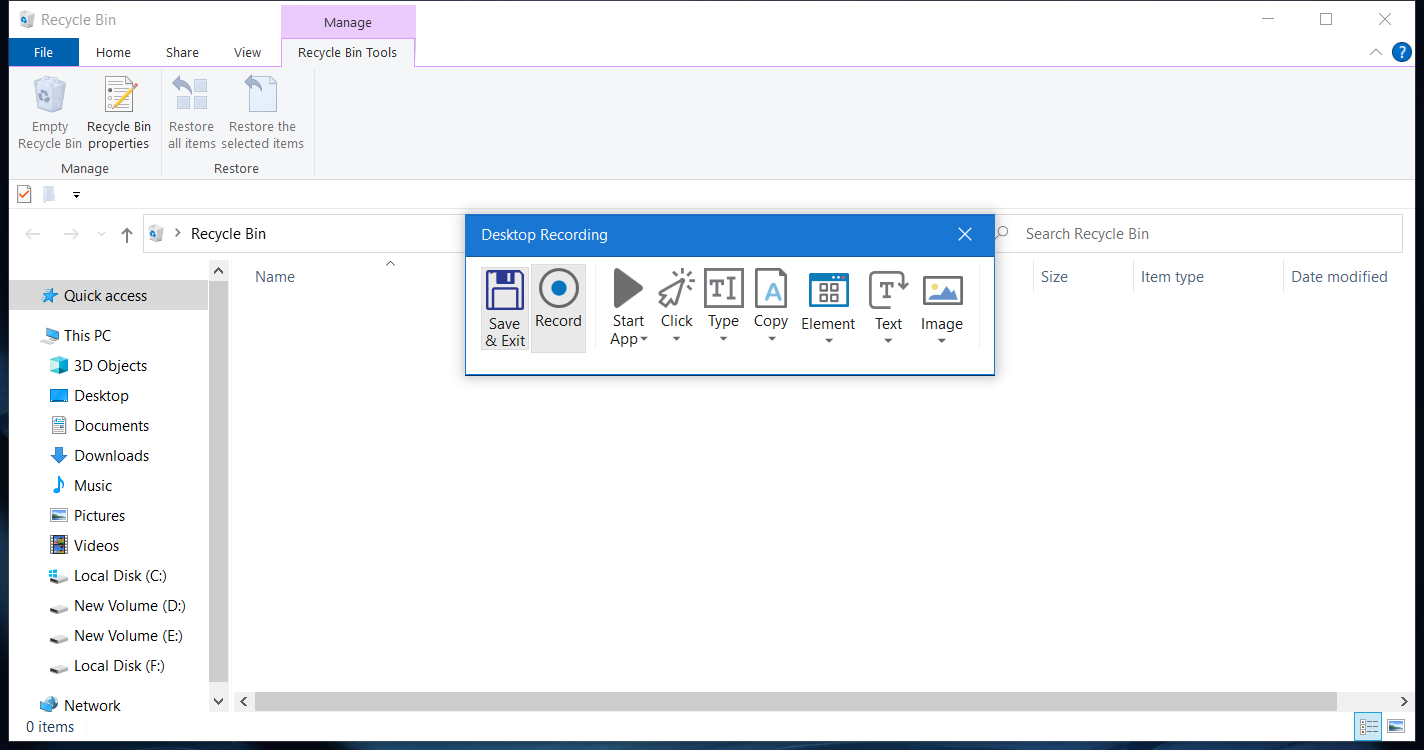 Recycle Bin
Manage
File Home Share View Recycle Bin Tools
?
Empty
Recycle Bin
Recycle Bin
properties
Restore
all items
Restore the
selected items
Manage
Restore
Recycle Bin
Search Recycle Bin
Desktop Recording
Save
& Exit
Record
Start
App
Click
Type
Copy
Element
Text
Image
Name
Size
Item type
Date modified
Quick access
This PC
3D Objects
Desktop
Documents
Downloads
Music
Pictures
Videos
Local Disk (C:)
New Volume (D:)
New Volume (E:)
Local Disk (F:)
Network
0 items